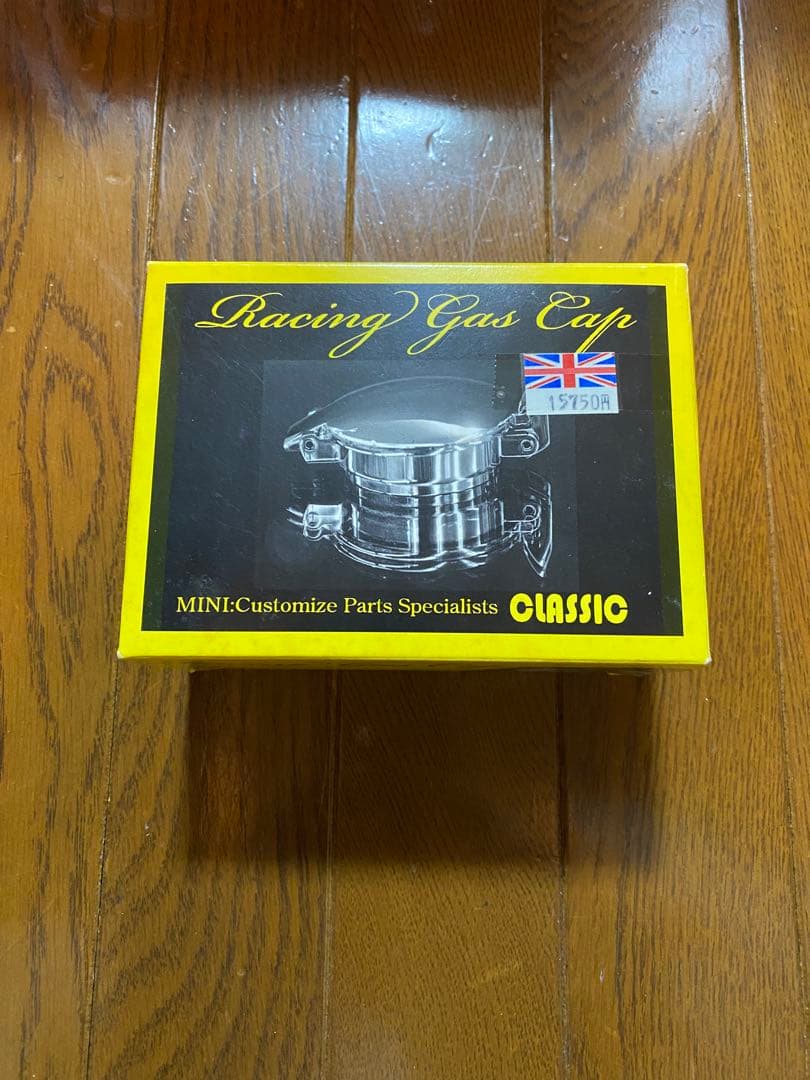 Racing Gas Cap
15750円
MINI:Customize Parts Specialists CLASSIC